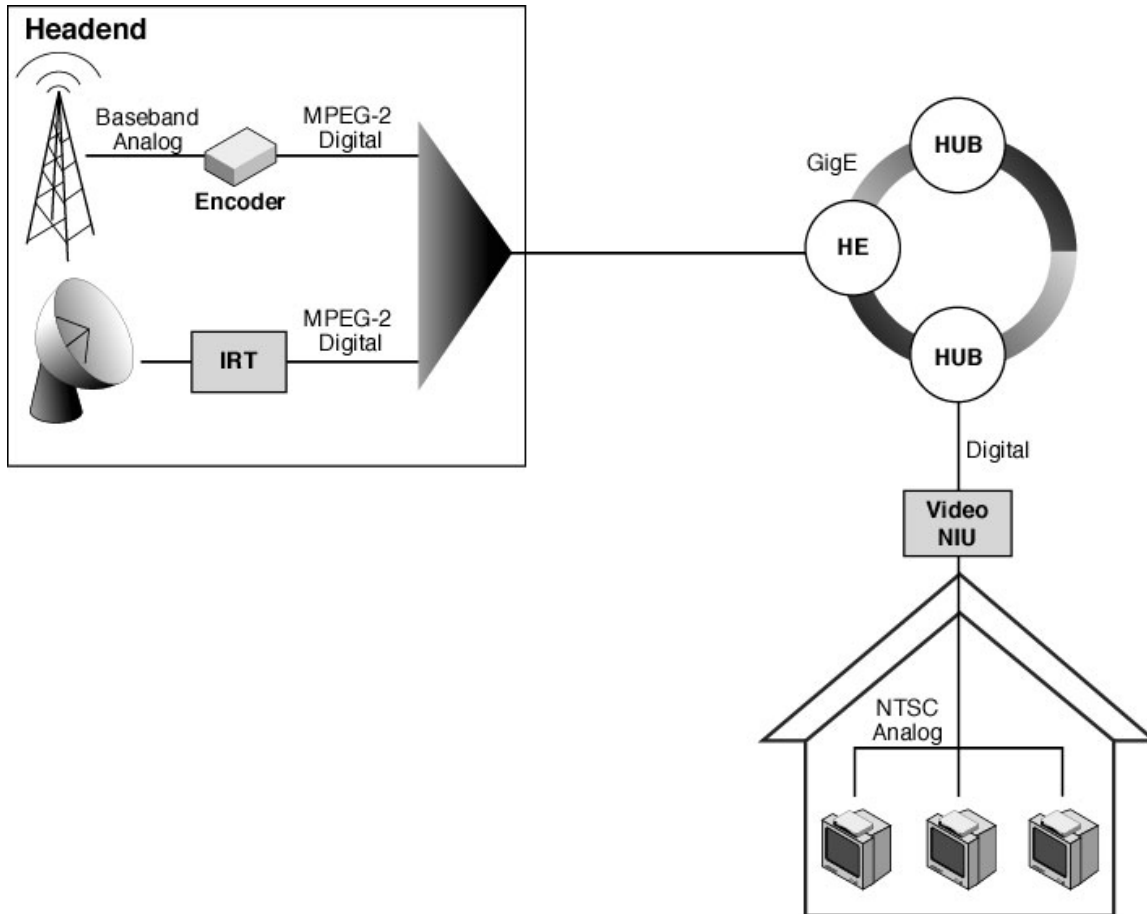 Headend
Baseband
Analog
MPEG-2
Digital
Encoder
IRT
MPEG-2
Digital
GigE
HUB
HE
HUB
Digital
Video
NIU
NTSC
Analog